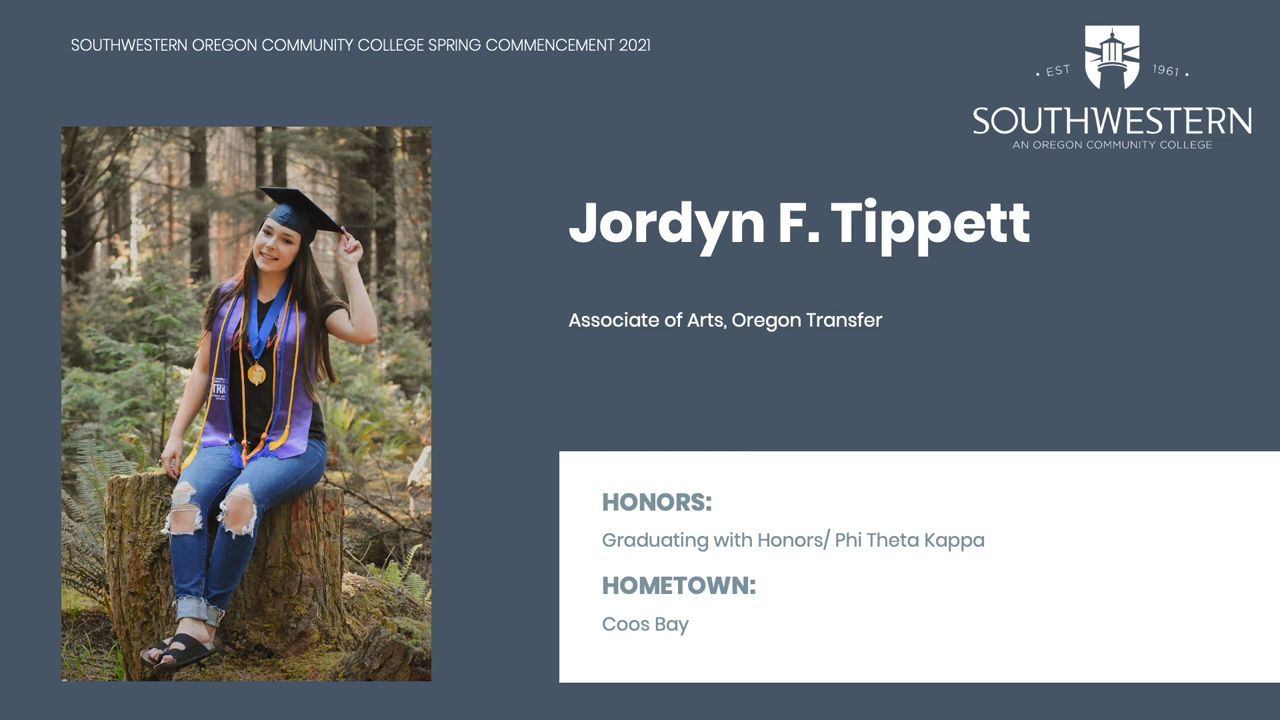 SOUTHWESTERN OREGON COMMUNITY COLLEGE SPRING COMMENCEMENT 2021
• EST 1961 •
SOUTHWESTERN
AN OREGON COMMUNITY COLLEGE
Jordyn F. Tippett
Associate of Arts, Oregon Transfer
TRi
HONORS:
Graduating with Honors/ Phi Theta Kappa
HOMETOWN:
Coos Bay